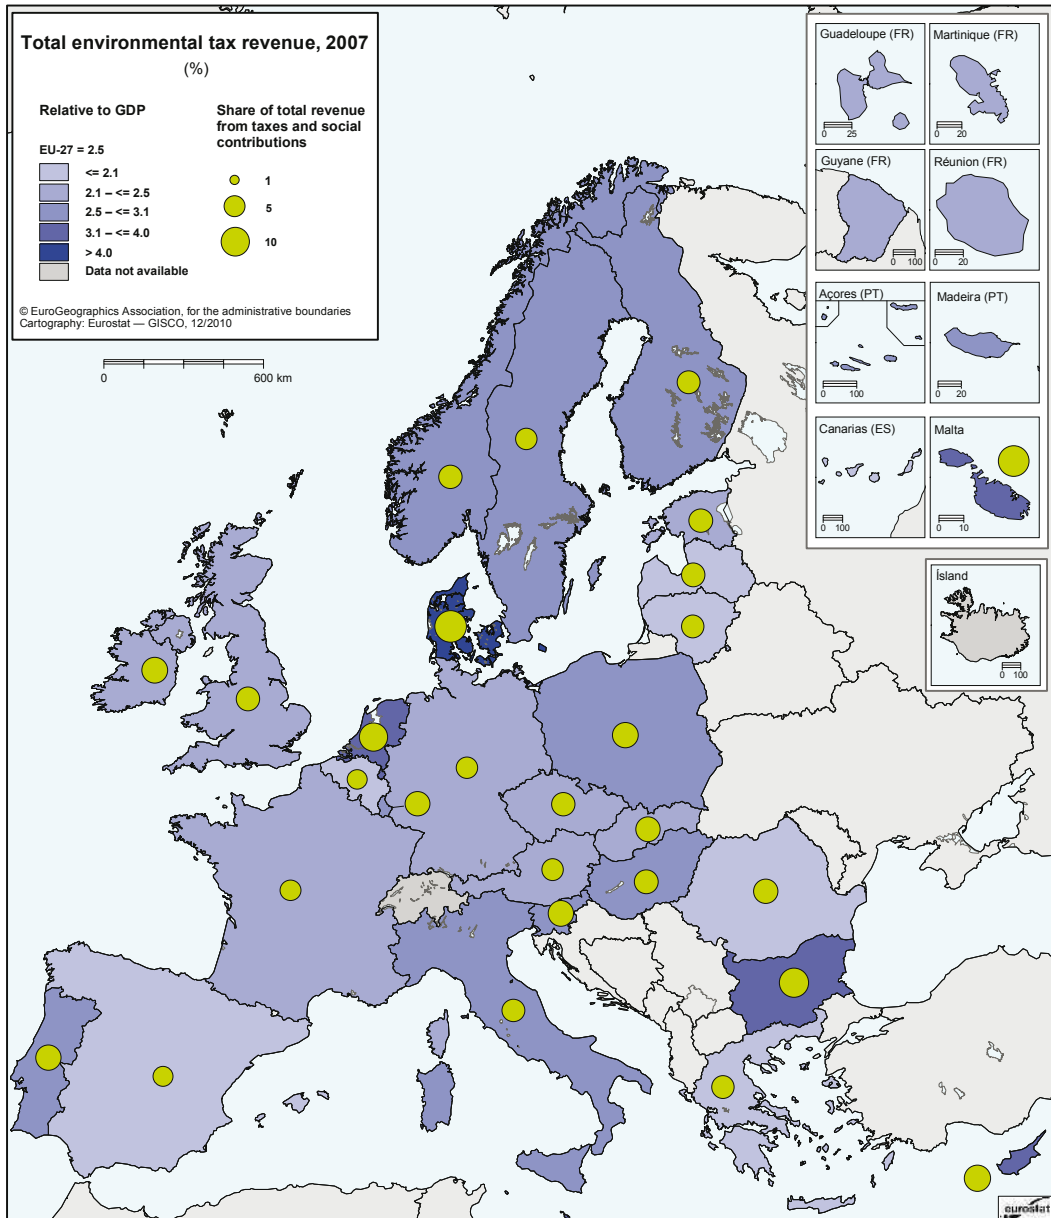 Total environmental tax revenue, 2007
(%)
Relative to GDP
EU-27 = 2.5
<= 2.1
2.1 – <= 2.5
2.5 – <= 3.1
3.1 – <= 4.0
> 4.0
Data not available
Share of total revenue
from taxes and social
contributions
1
5
10
© EuroGeographics Association, for the administrative boundaries
Cartography: Eurostat — GISCO, 12/2010
0 600 km
Guadeloupe (FR)
0 25
Martinique (FR)
0 20
Guyane (FR)
0 100
Réunion (FR)
0 20
Açores (PT)
0 100
Madeira (PT)
0 20
Canarias (ES)
0 100
Malta
0 10
Ísland
0 100
eurostat